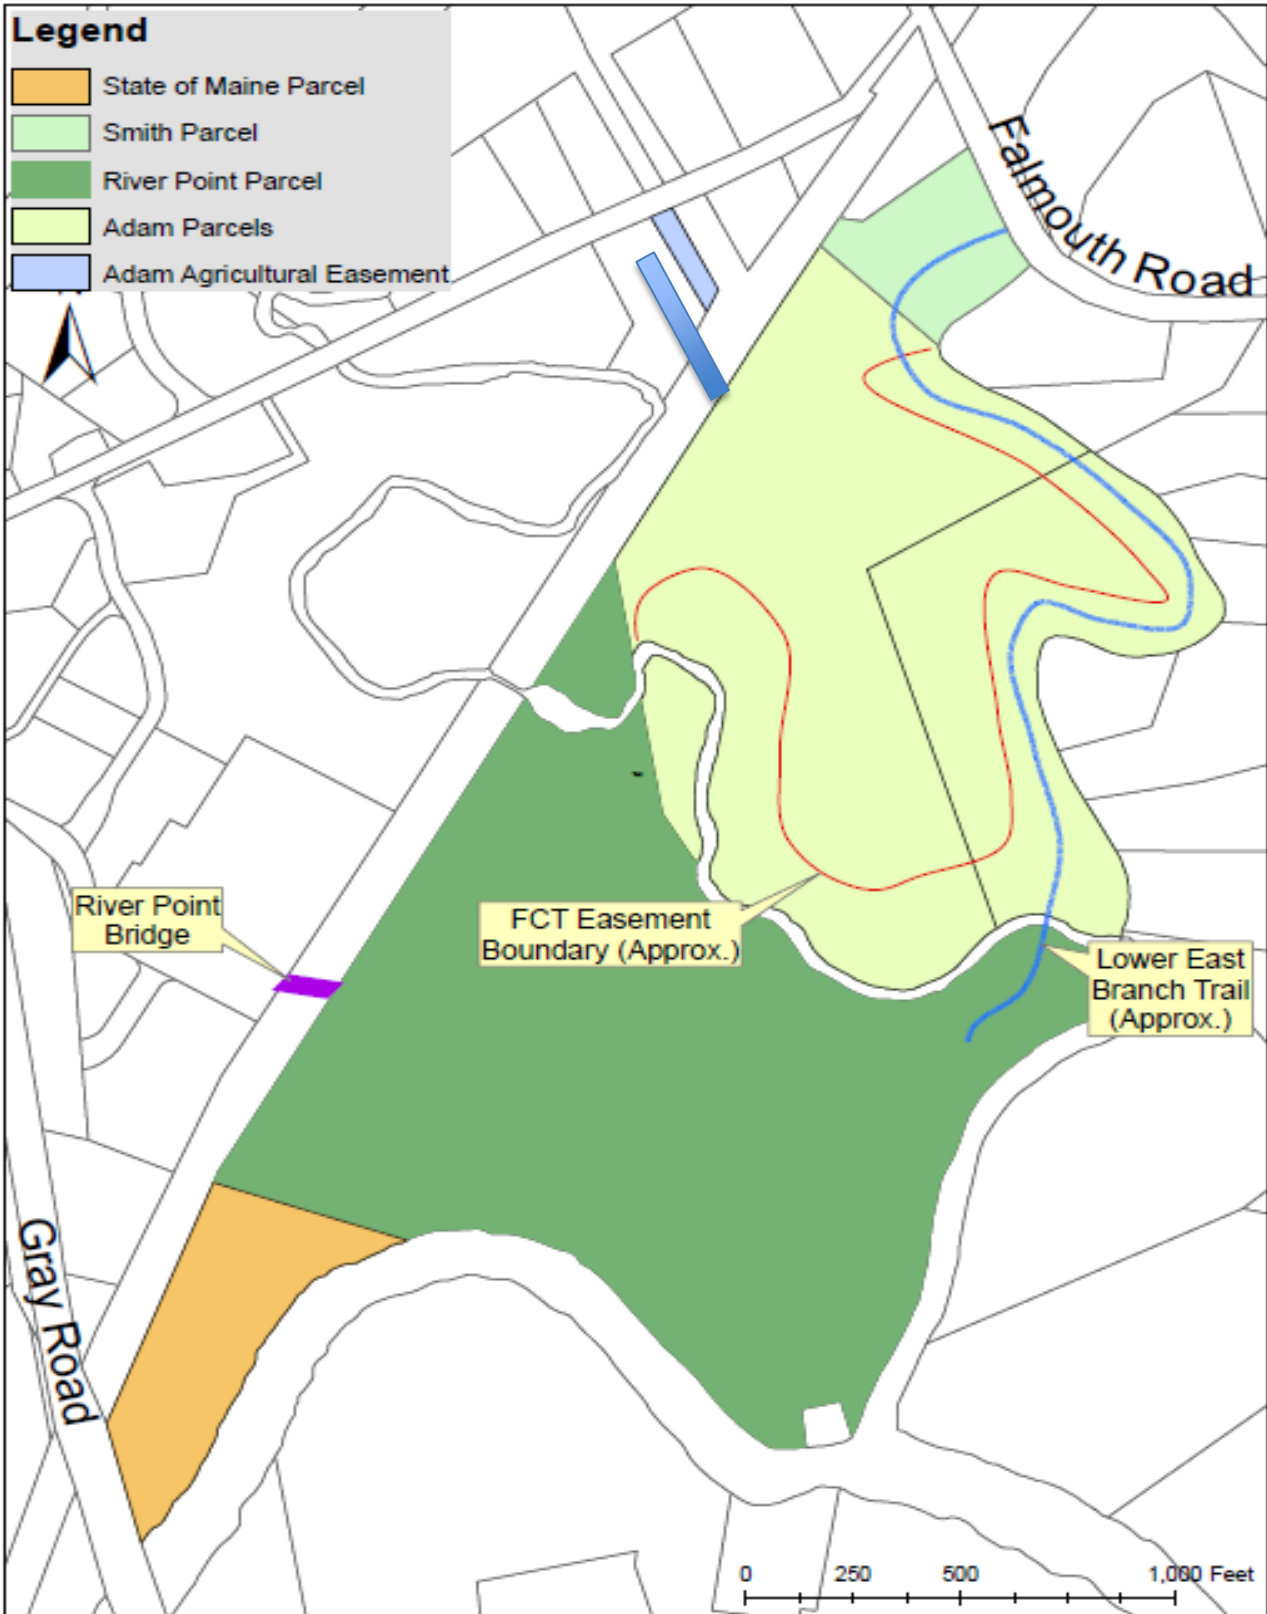 Legend
State of Maine Parcel
Smith Parcel
River Point Parcel
Adam Parcels
Adam Agricultural Easement
Falmouth Road
River Point
Bridge
FCT Easement
Boundary (Approx.)
Lower East
Branch Trail
(Approx.)
Gray Road
0 250 500 1,000 Feet